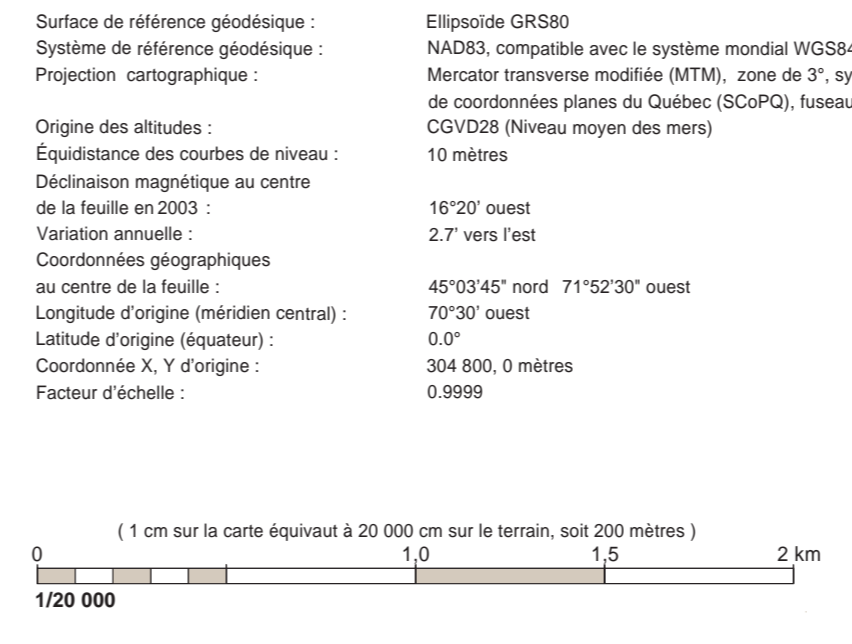 Surface de référence géodésique : Ellipsoïde GRS80
Système de référence géodésique : NAD83, compatible avec le système mondial WGS84
Projection cartographique : Mercator transverse modifiée (MTM), zone de 3°, sy
de coordonnées planes du Québec (SCoPQ), fuseau
Origine des altitudes : CGVD28 (Niveau moyen des mers)
Équidistance des courbes de niveau : 10 mètres
Déclinaison magnétique au centre
de la feuille en 2003 : 16°20' ouest
Variation annuelle : 2.7' vers l'est
Coordonnées géographiques
au centre de la feuille : 45°03'45" nord 71°52'30" ouest
Longitude d'origine (méridien central) : 70°30' ouest
Latitude d'origine (équateur) : 0.0°
Coordonnée X, Y d'origine : 304 800, 0 mètres
Facteur d'échelle : 0.9999
( 1 cm sur la carte équivaut à 20 000 cm sur le terrain, soit 200 mètres )
0 1,0 1,5 2 km
1/20 000